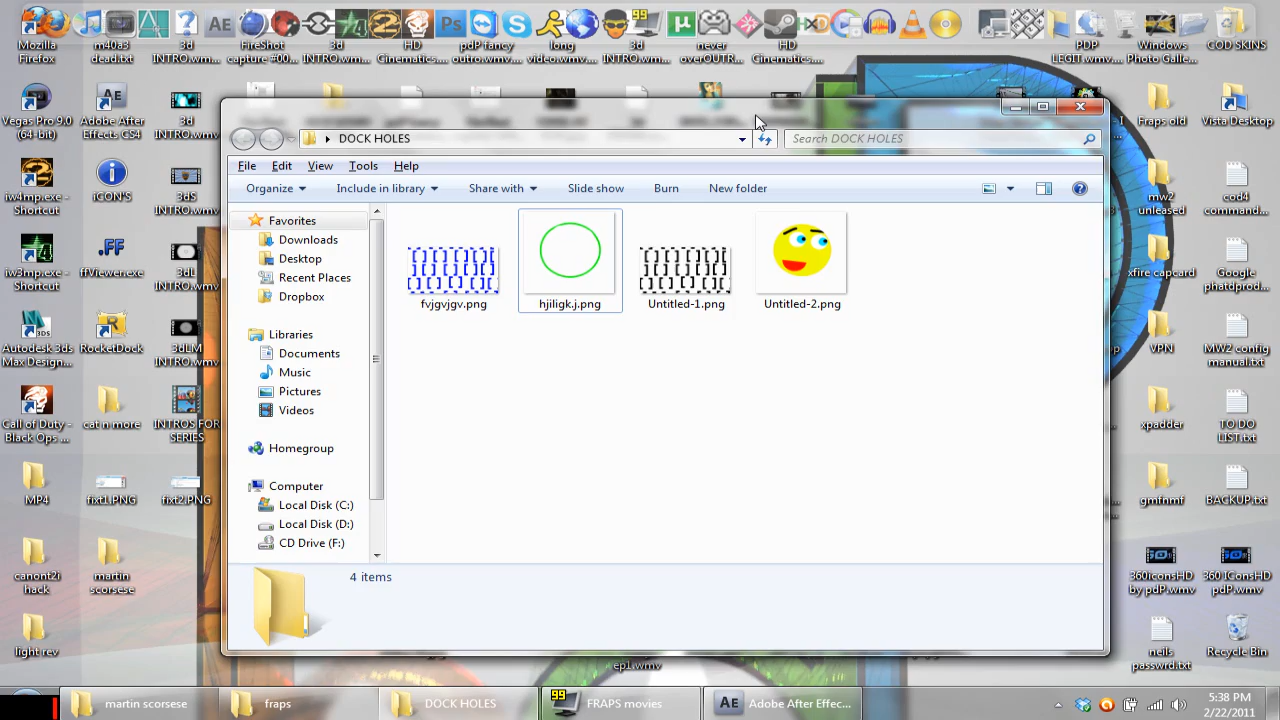 Mozilla Firefox
m40a3 dead.txt
3d INTRO.wm...
FireShot capture #00...
3d INTRO.wm...
HD Cinematics....
pdP fancy outro.wmv...
long video.wmv...
3d INTRO.wm...
never overOUTR...
HD Cinematics....
PDP LEGIT.wmv...
Windows Photo Galle...
COD SKINS
Vegas Pro 9.0 (64-bit)
Adobe After Effects CS4
3d INTRO.wm...
Fraps old
Vista Desktop
iw4mp.exe - Shortcut
iCON'S
3dS INTRO.wmv
mw2 unleased
cod4 command...
iw3mp.exe - Shortcut
ffViewer.exe
3dL INTRO.wmv
xfire capcard
Google phatdprod...
Autodesk 3ds Max Design...
RocketDock
3dLM INTRO.wmv
VPN
MW2 config manual.txt
Call of Duty - Black Ops ...
cat n more
INTROS FOR SERIES
xpadder
TO DO LIST.txt
MP4
fixt1.PNG
fixt2.PNG
gmfhmf
BACKUP.txt
canont2i hack
martin scorsese
360iconsHD by pdP.wmv
360 IConsHD pdP.wmv
light rev
neils passwrd.txt
Recycle Bin
ep1.wmv
DOCK HOLES
Search DOCK HOLES
File Edit View Tools Help
Organize Include in library Share with Slide show Burn New folder
Favorites
Downloads
Desktop
Recent Places
Dropbox
Libraries
Documents
Music
Pictures
Videos
Homegroup
Computer
Local Disk (C:)
Local Disk (D:)
CD Drive (F:)
fvjgvjgv.png
hjiligk.j.png
Untitled-1.png
Untitled-2.png
4 items
martin scorsese
fraps
DOCK HOLES
99 FRAPS movies
AE Adobe After Effec...
5:38 PM
2/22/2011